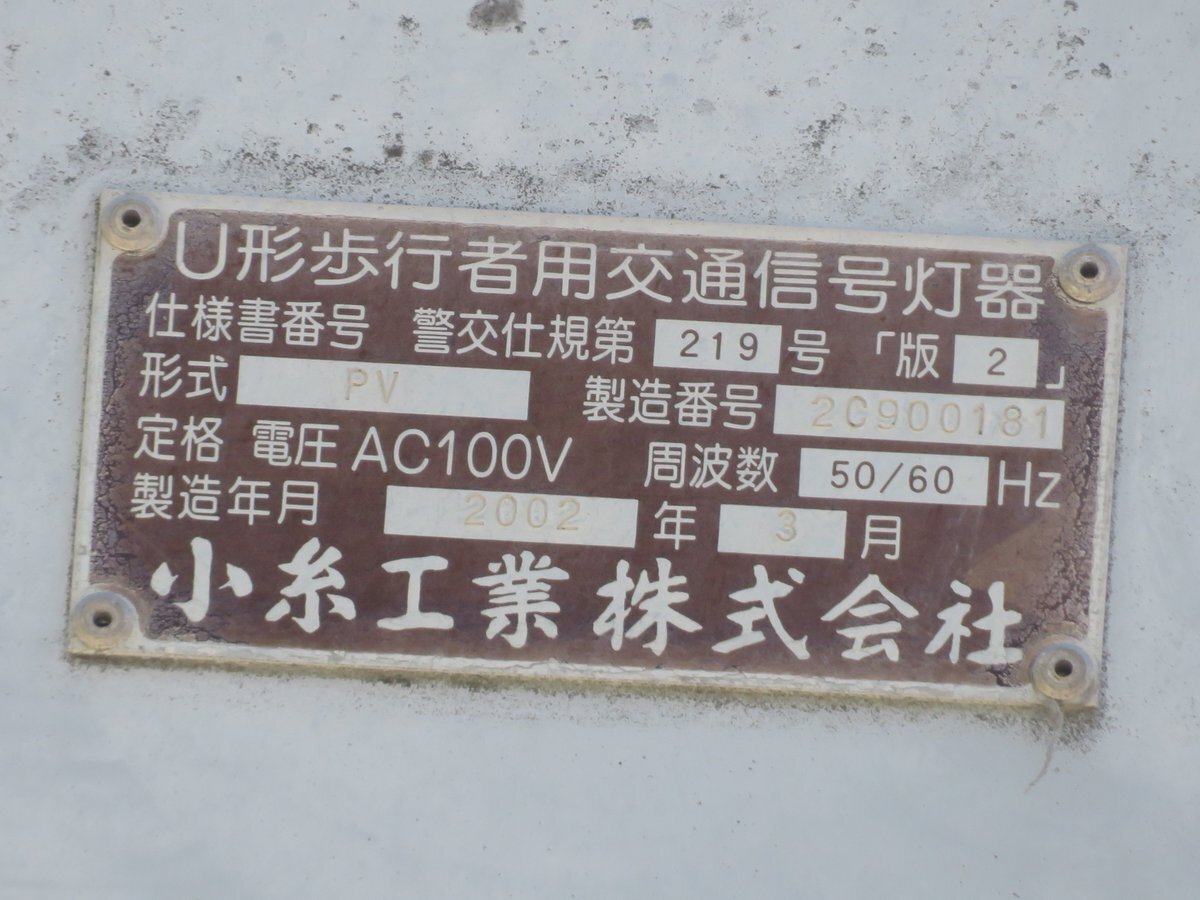 U形歩行者用交通信号灯器
仕様書番号 警交仕規第 219 号 「版 2 」
形式 PV 製造番号 2C900181
定格 電圧 AC100V 周波数 50/60 Hz
製造年月 2002 年 3 月
小糸工業株式会社